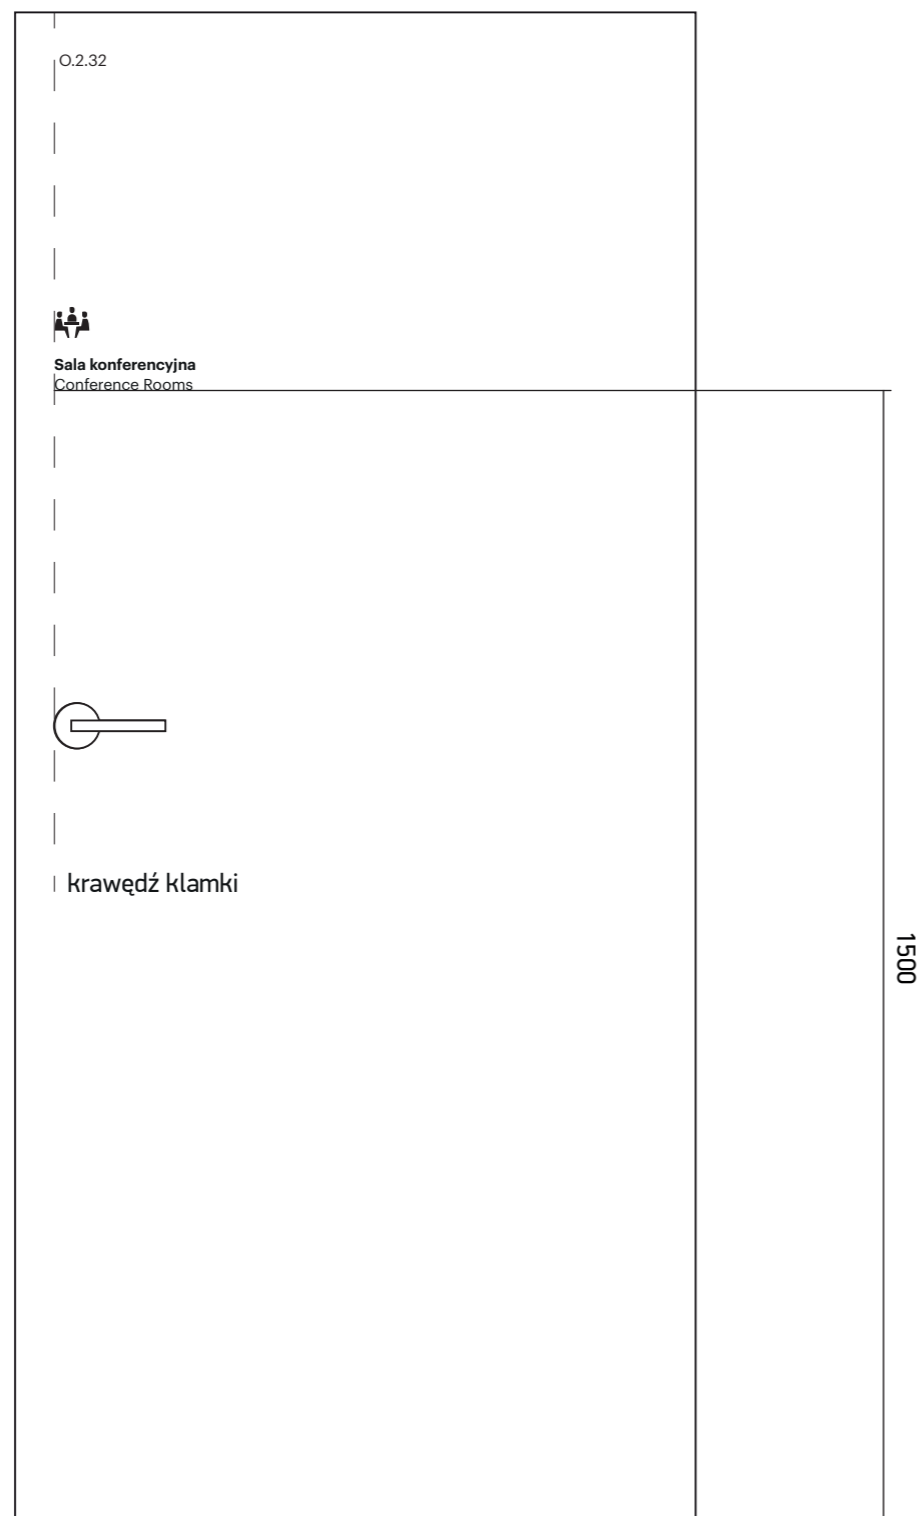 O.2.32
Sala konferencyjna
Conference Rooms
krawędź klamki
1500